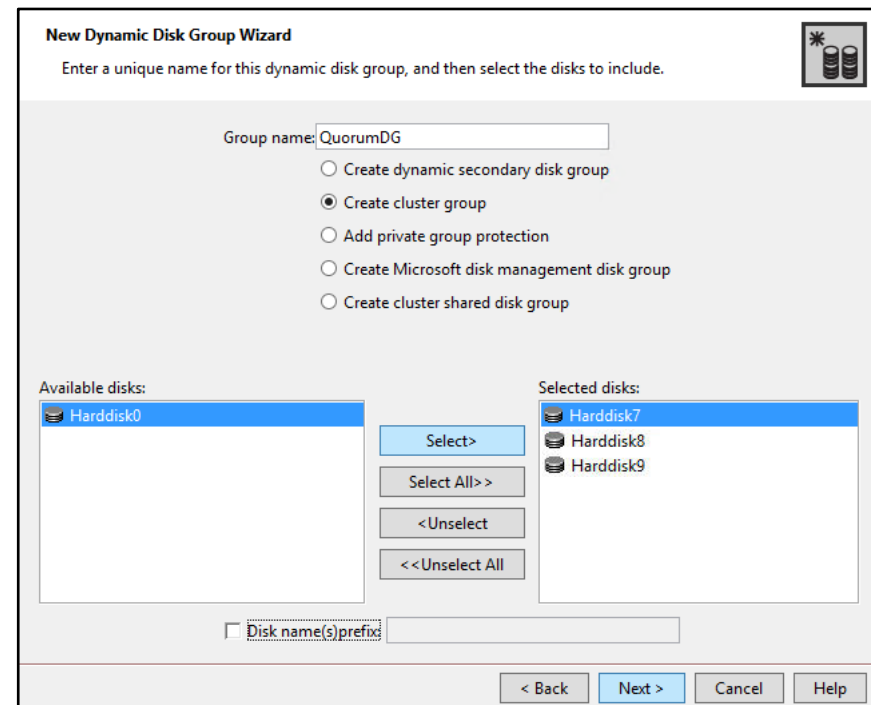 New Dynamic Disk Group Wizard
Enter a unique name for this dynamic disk group, and then select the disks to include.
Group name: QuorumDG
Create dynamic secondary disk group
Create cluster group
Add private group protection
Create Microsoft disk management disk group
Create cluster shared disk group
Available disks:
Selected disks:
Harddisk0
Harddisk7
Harddisk8
Harddisk9
Select>
Select All>>
<Unselect
<<Unselect All
Disk name(s)prefix:
< Back
Next >
Cancel
Help